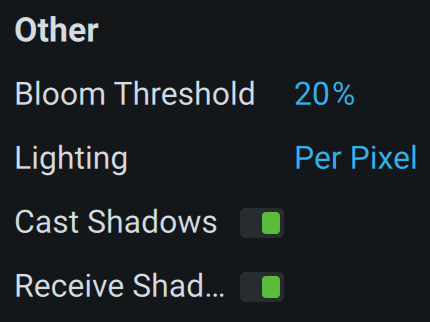 Other
Bloom Threshold 20%
Lighting Per Pixel
Cast Shadows
Receive Shad...